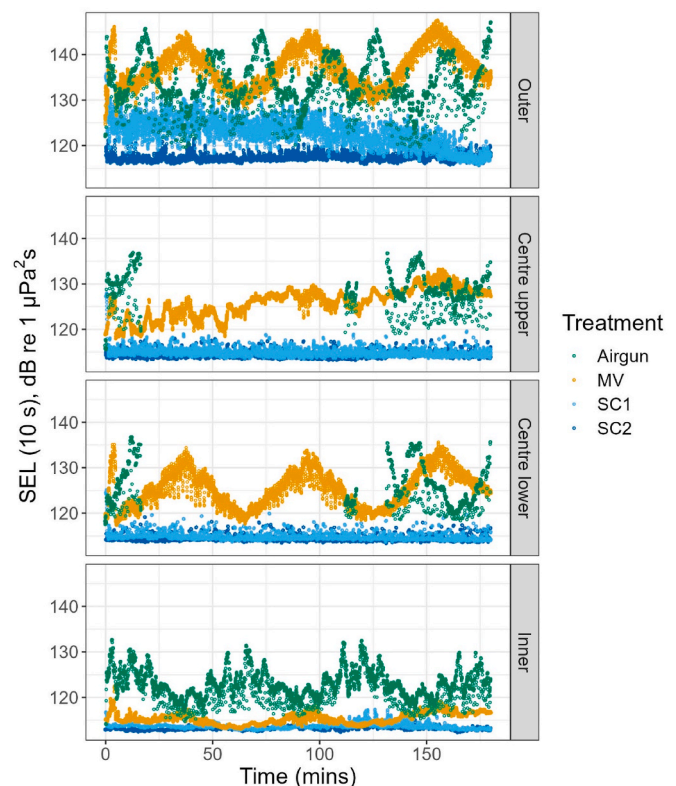 140
130
120
Outer
140
130
120
Centre upper
140
130
120
Centre lower
140
130
120
Inner
0 50 100 150
Time (mins)
SEL (10 s), dB re 1 μPa²s
Treatment
Airgun
MV
SC1
SC2